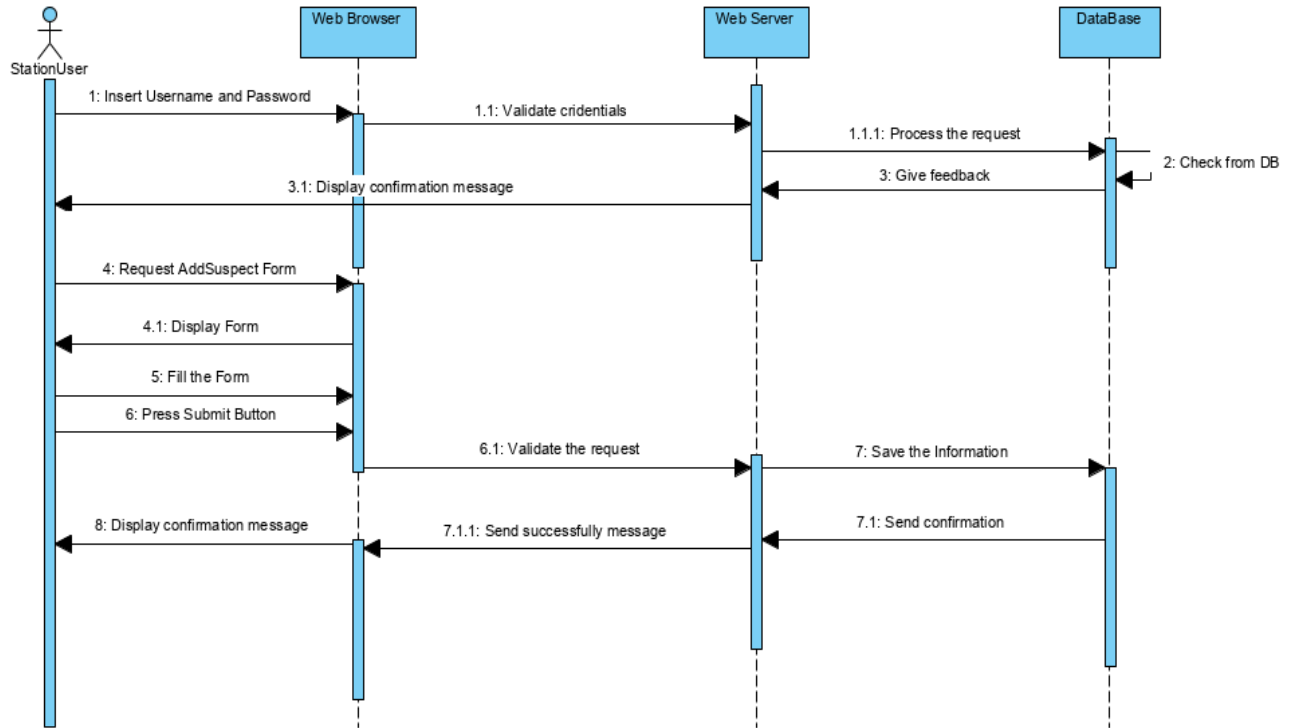 Web Browser
Web Server
DataBase
StationUser
1: Insert Username and Password
1.1: Validate cridentials
1.1.1: Process the request
2: Check from DB
3: Give feedback
3.1: Display confirmation message
4: Request AddSuspect Form
4.1: Display Form
5: Fill the Form
6: Press Submit Button
6.1: Validate the request
7: Save the Information
7.1: Send confirmation
7.1.1: Send successfully message
8: Display confirmation message